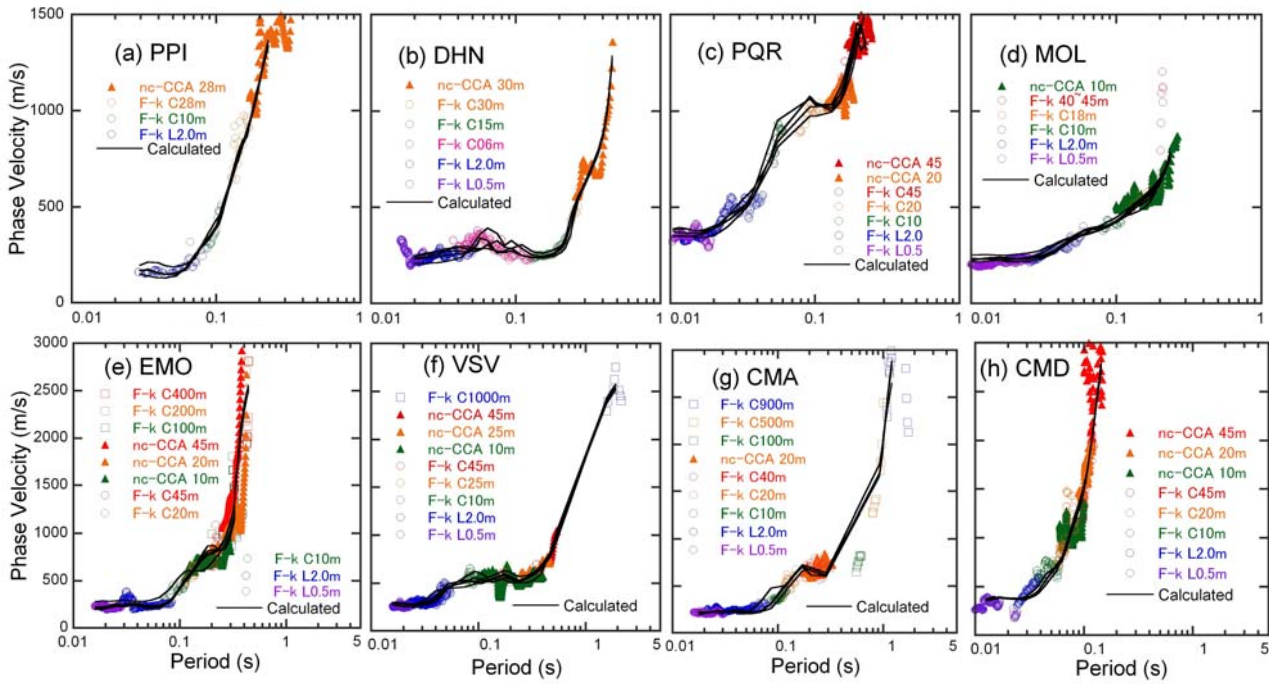 Phase Velocity (m/s)
1500
1000
500
0
(a) PPI
nc-CCA 28m
F-k C28m
F-k C10m
F-k L2.0m
Calculated
0.01
0.1
1
(b) DHN
nc-CCA 30m
F-k C30m
F-k C15m
F-k C06m
F-k L2.0m
F-k L0.5m
Calculated
0.01
0.1
1
(c) PQR
nc-CCA 45
nc-CCA 20
F-k C45
F-k C20
F-k C10
F-k L2.0
F-k L0.5
Calculated
0.01
0.1
1
(d) MOL
nc-CCA 10m
F-k 40~45m
F-k C18m
F-k C10m
F-k L2.0m
F-k L0.5m
Calculated
0.01
0.1
1
Phase Velocity (m/s)
3000
2500
2000
1500
1000
500
0
(e) EMO
F-k C400m
F-k C200m
F-k C100m
nc-CCA 45m
nc-CCA 20m
nc-CCA 10m
F-k C45m
F-k C20m
F-k C10m
F-k L2.0m
F-k L0.5m
Calculated
0.01
0.1
1
5
Period (s)
(f) VSV
F-k C1000m
nc-CCA 45m
nc-CCA 25m
nc-CCA 10m
F-k C45m
F-k C25m
F-k C10m
F-k L2.0m
F-k L0.5m
Calculated
0.01
0.1
1
5
Period (s)
(g) CMA
F-k C900m
F-k C500m
F-k C100m
nc-CCA 20m
F-k C40m
F-k C20m
F-k C10m
F-k L2.0m
F-k L0.5m
Calculated
0.01
0.1
1
5
Period (s)
(h) CMD
nc-CCA 45m
nc-CCA 20m
nc-CCA 10m
F-k C45m
F-k C20m
F-k C10m
F-k L2.0m
F-k L0.5m
Calculated
0.01
0.1
1
5
Period (s)